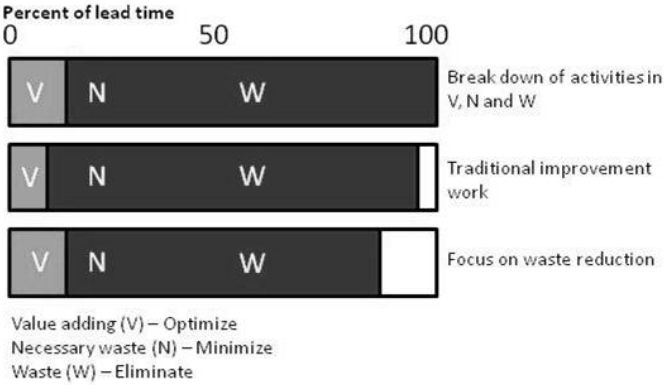 Percent of lead time
0 50 100
V N W
Break down of activities in
V, N and W
V N W
Traditional improvement
work
V N W
Focus on waste reduction
Value adding (V) – Optimize
Necessary waste (N) – Minimize
Waste (W) – Eliminate